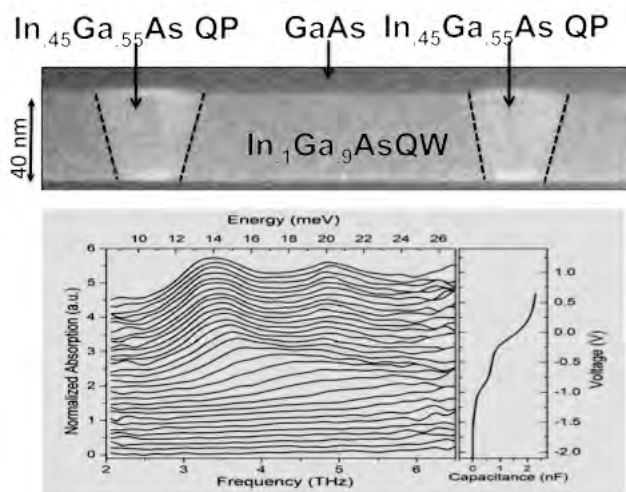 In.45Ga.55As QP GaAs In.45Ga.55As QP
40 nm
In.1Ga.9AsQW
Energy (meV)
10 12 14 16 18 20 22 24 26
6
5
4
3
2
1
0
Normalized Absorption (a.u.)
2 3 4 5 6
Frequency (THz)
1.0
0.5
0.0
-0.5
-1.0
-1.5
-2.0
Voltage (V)
0 2
Capacitance (nF)